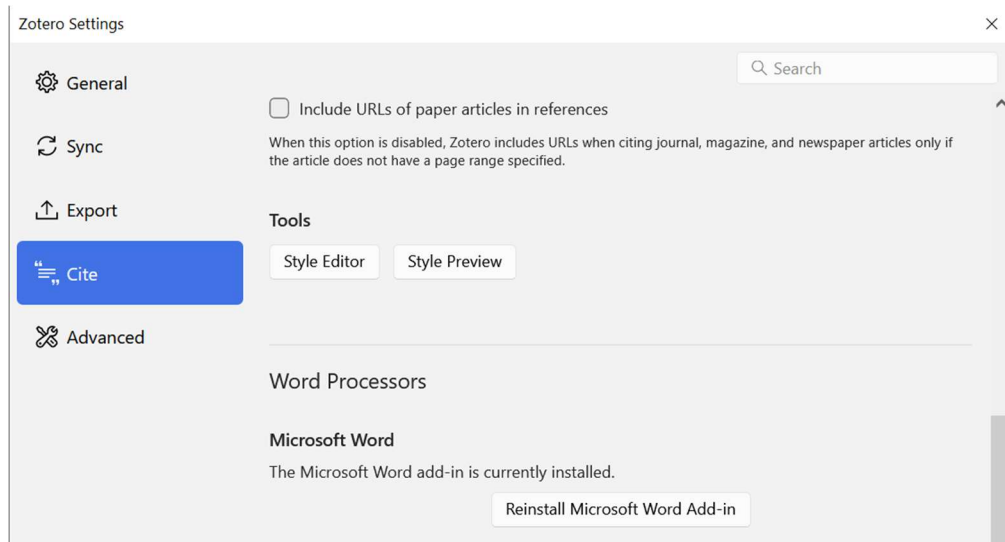 Zotero Settings
Search
General
Sync
Export
Cite
Advanced
Include URLs of paper articles in references
When this option is disabled, Zotero includes URLs when citing journal, magazine, and newspaper articles only if
the article does not have a page range specified.
Tools
Style Editor
Style Preview
Word Processors
Microsoft Word
The Microsoft Word add-in is currently installed.
Reinstall Microsoft Word Add-in